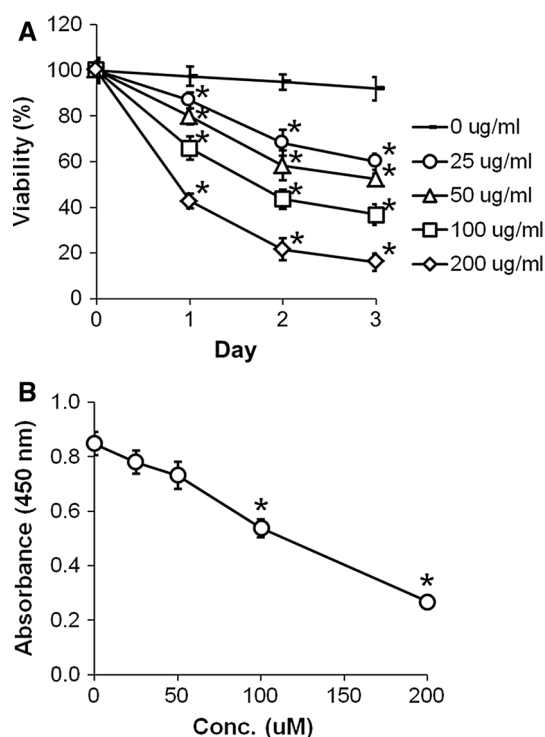 A
120
100
80
60
40
20
0
Viability (%)
0 1 2 3
Day
* * * *
* * * *
* * * *
0 ug/ml
25 ug/ml
50 ug/ml
100 ug/ml
200 ug/ml
B
1.0
0.8
0.6
0.4
0.2
0.0
Absorbance (450 nm)
* *
0 50 100 150 200
Conc. (uM)